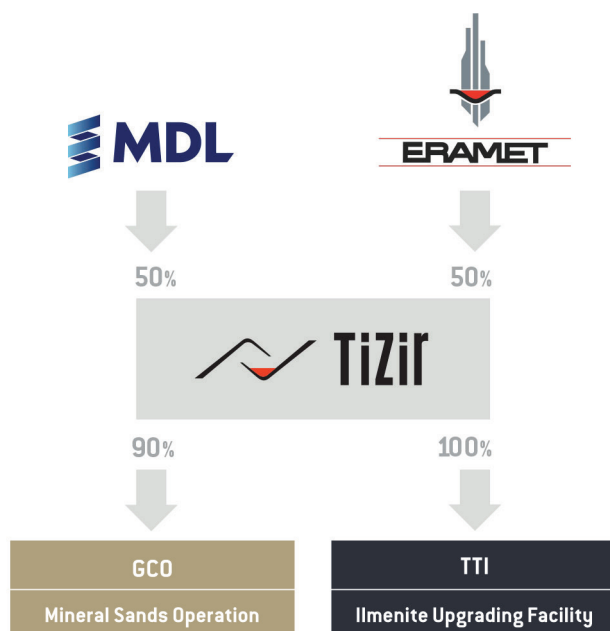 MDL
ERAMET
50%
50%
TiZir
90%
100%
GCO
Mineral Sands Operation
TTI
Ilmenite Upgrading Facility